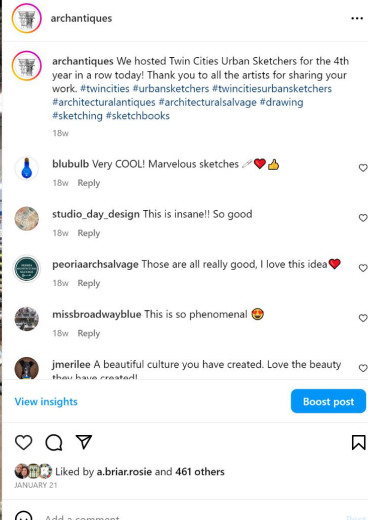 archantiques
archantiques We hosted Twin Cities Urban Sketchers for the 4th
year in a row today! Thank you to all the artists for sharing your
work. #twincities #urbansketchers #twincitiesurbansketchers
#architecturalantiques #architecturalsalvage #drawing
#sketching #sketchbooks
18w
blubulb Very COOL! Marvelous sketches 🖊❤️👍
18w Reply
studio_day_design This is insane!! So good
18w Reply
peoriaarchsalvage Those are all really good, I love this idea❤️
18w Reply
missbroadwayblue This is so phenomenal 😍
18w Reply
jmerilee A beautiful culture you have created. Love the beauty
they have created!
View insights
Boost post
Liked by a.briar.rosie and 461 others
JANUARY 21
Add a comment...
Post